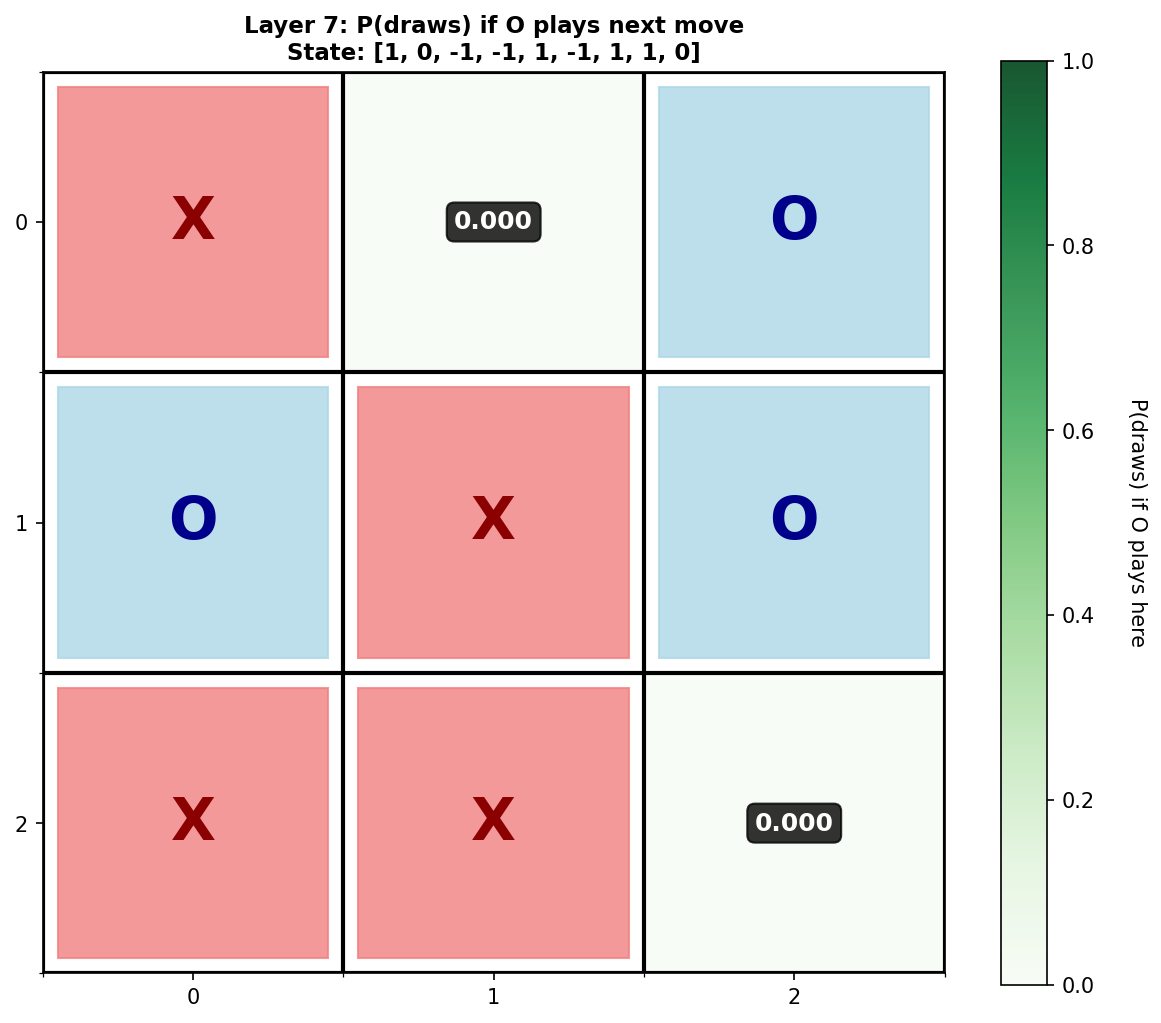 Layer 7: P(draws) if O plays next move
State: [1, 0, -1, -1, 1, -1, 1, 1, 0]
X
0.000
O
O
X
O
X
X
0.000
0
1
2
0
1
2
1.0
0.8
0.6
0.4
0.2
0.0
P(draws) if O plays here